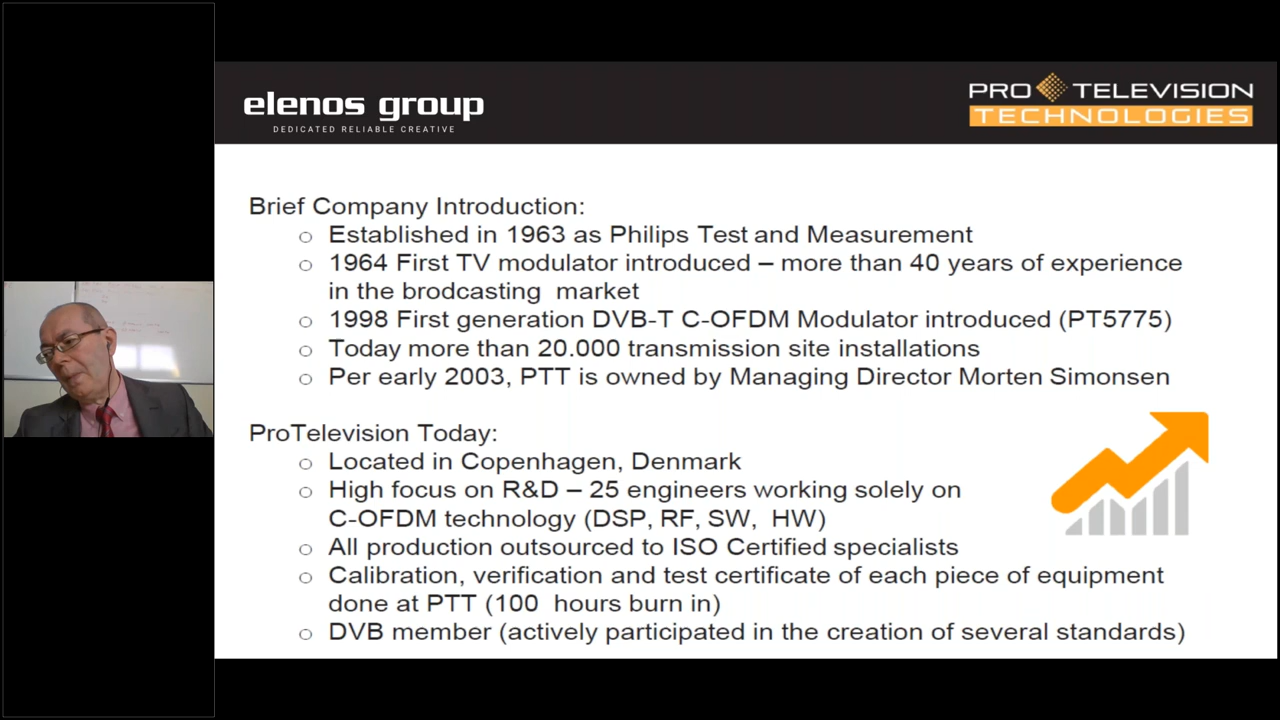 elenos group
DEDICATED RELIABLE CREATIVE
PRO TELEVISION
TECHNOLOGIES
Brief Company Introduction:
Established in 1963 as Philips Test and Measurement
1964 First TV modulator introduced – more than 40 years of experience
in the brodcasting market
1998 First generation DVB-T C-OFDM Modulator introduced (PT5775)
Today more than 20.000 transmission site installations
Per early 2003, PTT is owned by Managing Director Morten Simonsen
ProTelevision Today:
Located in Copenhagen, Denmark
High focus on R&D – 25 engineers working solely on
C-OFDM technology (DSP, RF, SW, HW)
All production outsourced to ISO Certified specialists
Calibration, verification and test certificate of each piece of equipment
done at PTT (100 hours burn in)
DVB member (actively participated in the creation of several standards)